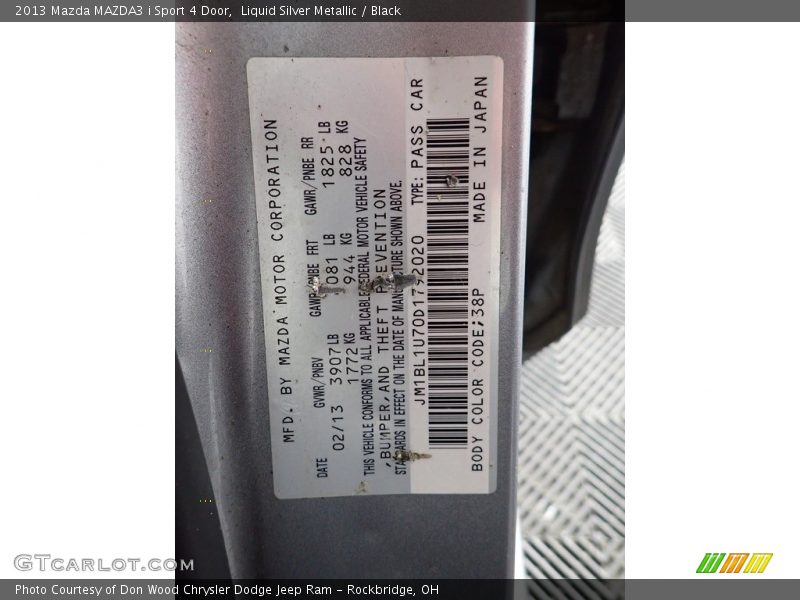 2013 Mazda MAZDA3 i Sport 4 Door,  Liquid Silver Metallic / Black
MFD. BY MAZDA MOTOR CORPORATION
DATE GVWR/PNBV GAWR/PNBE FRT GAWR/PNBE RR
02/13 3907LB 081 LB 1825 LB
1772KG 944 KG 828 KG
THIS VEHICLE CONFORMS TO ALL APPLICABLE FEDERAL MOTOR VEHICLE SAFETY
,BUMPER,AND THEFT PREVENTION
STANDARDS IN EFFECT ON THE DATE OF MANUFACTURE SHOWN ABOVE.
JM1BL1U70D1792020 TYPE: PASS CAR
BODY COLOR CODE;38P MADE IN JAPAN
GTCARLOT.COM
Photo Courtesy of Don Wood Chrysler Dodge Jeep Ram - Rockbridge, OH